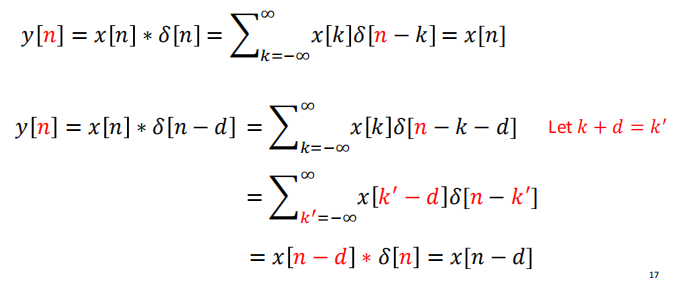 y[n] = x[n] ∗ δ[n] = ∑_{k=−∞}^{∞} x[k]δ[n − k] = x[n]
y[n] = x[n] ∗ δ[n − d] = ∑_{k=−∞}^{∞} x[k]δ[n − k − d] Let k + d = k′
= ∑_{k′=−∞}^{∞} x[k′ − d]δ[n − k′]
= x[n − d] ∗ δ[n] = x[n − d]
17